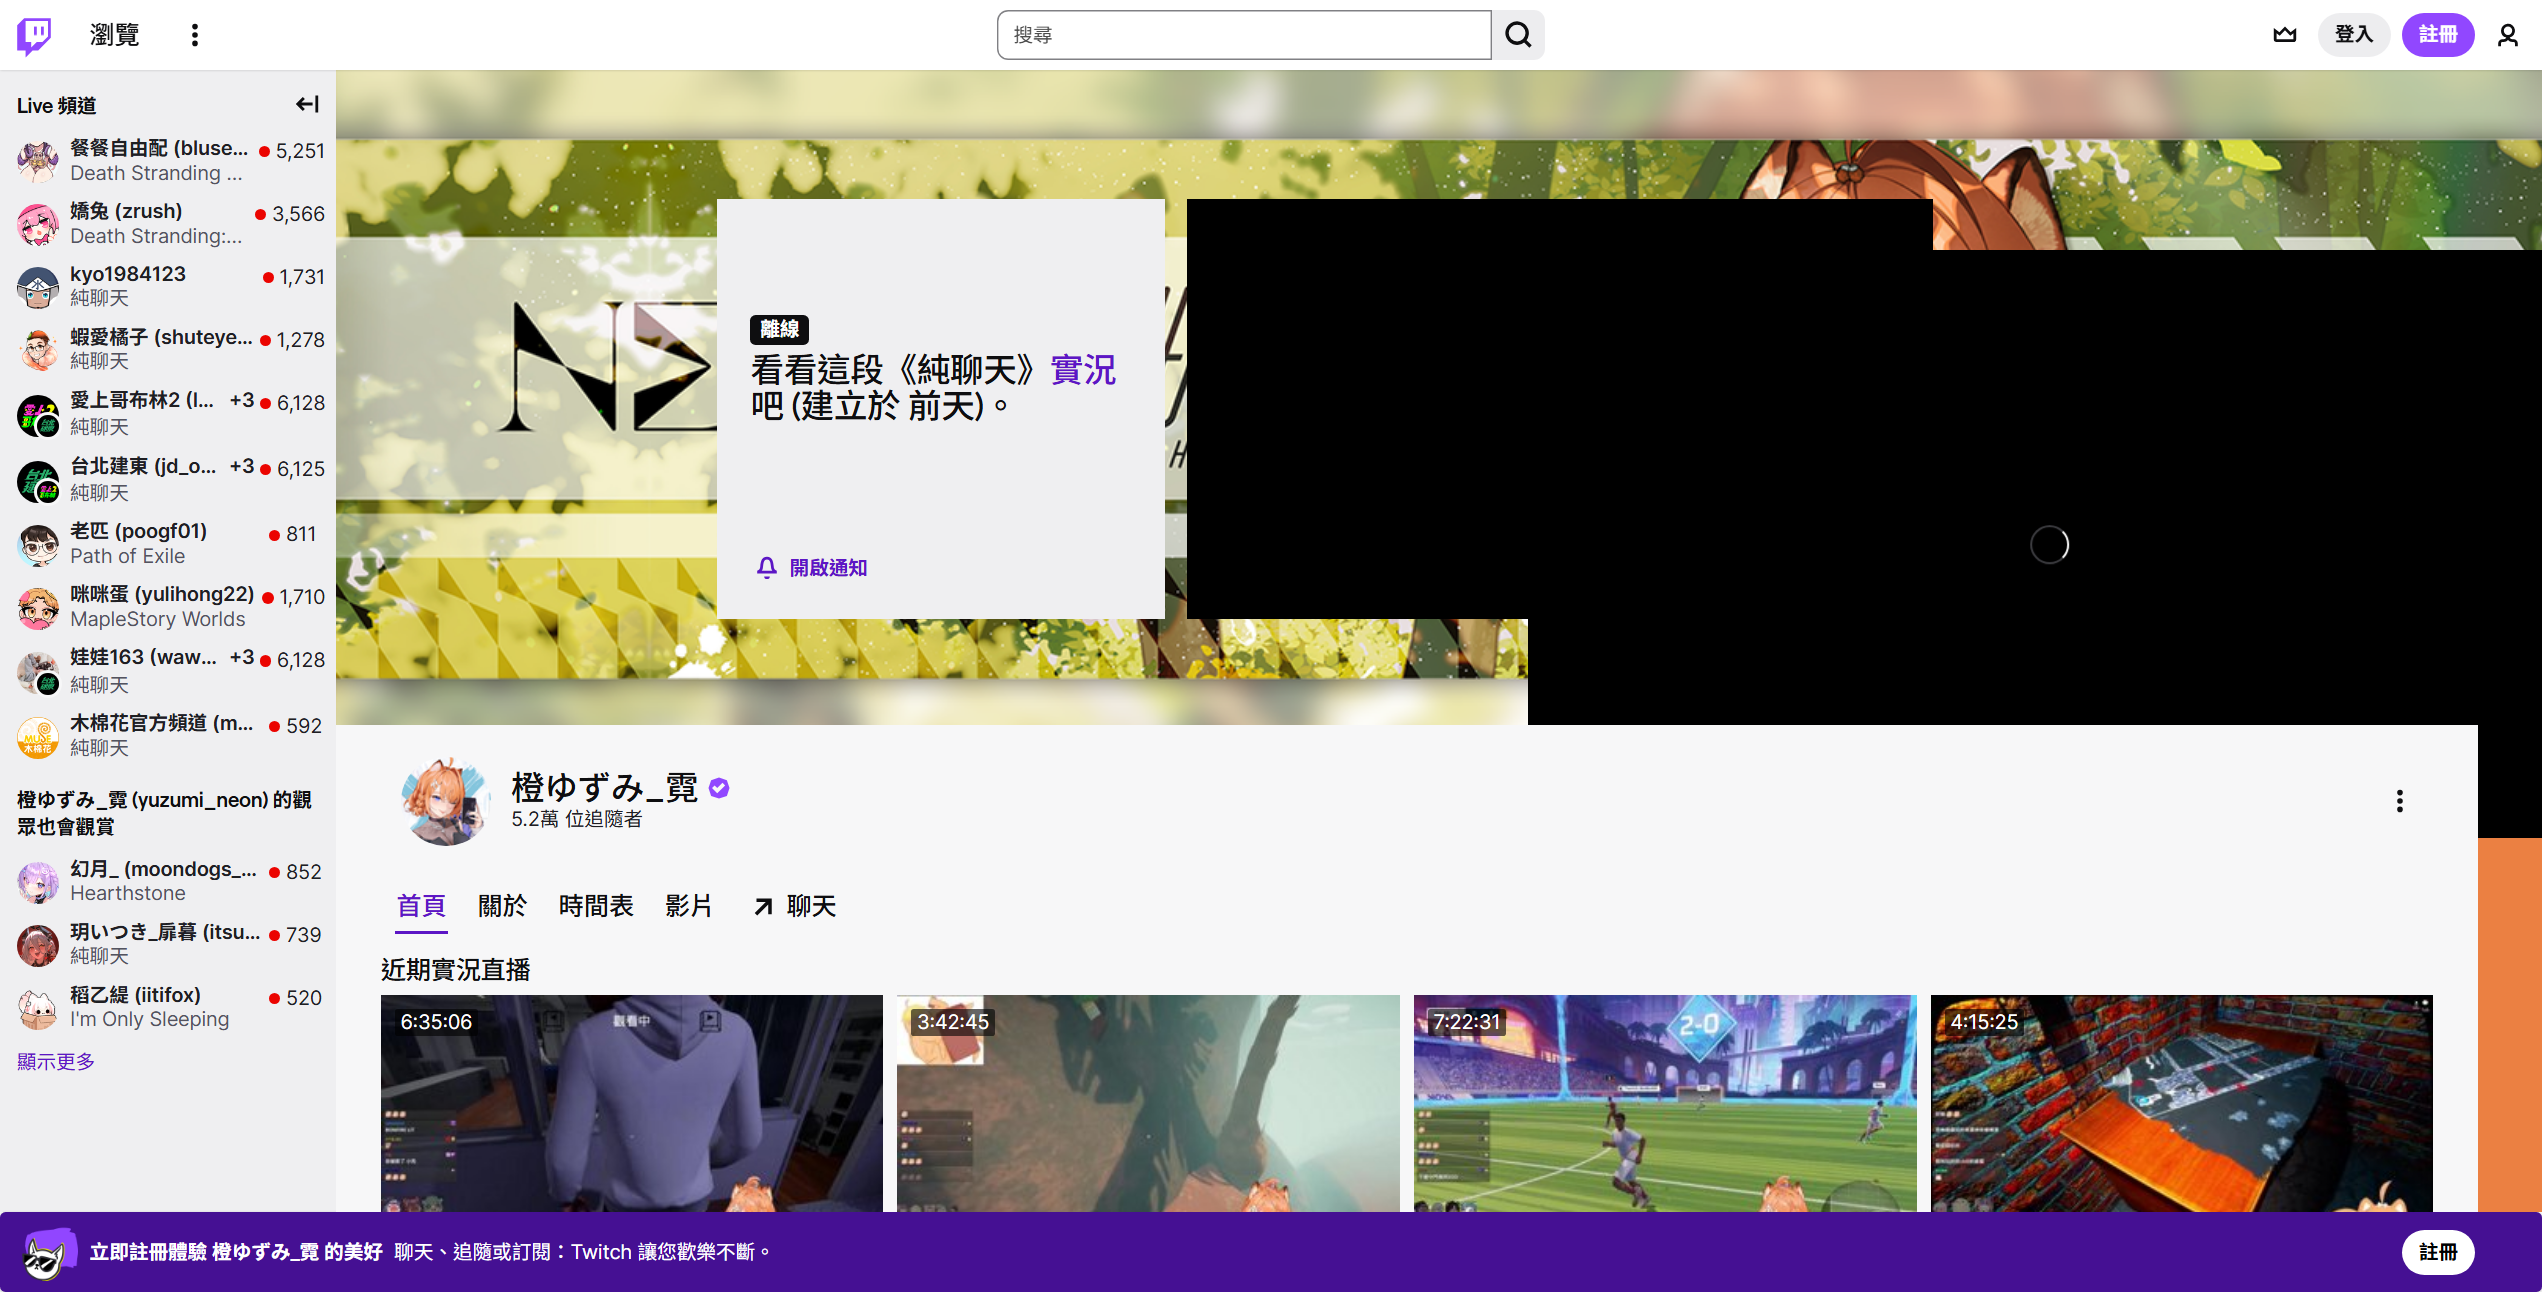 瀏覽
搜尋
登入
註冊
Live 頻道
餐餐自由配 (bluse...
5,251
Death Stranding ...
嬌兔 (zrush)
3,566
Death Stranding:...
kyo1984123
1,731
純聊天
蝦愛橘子 (shuteye...
1,278
純聊天
愛上哥布林2 (l... +3
6,128
純聊天
台北建東 (jd_o... +3
6,125
純聊天
老匹 (poogf01)
811
Path of Exile
咪咪蛋 (yulihong22)
1,710
MapleStory Worlds
娃娃163 (waw... +3
6,128
純聊天
木棉花官方頻道 (m...
592
純聊天
橙ゆずみ_霓 (yuzumi_neon) 的觀
眾也會觀賞
幻月_ (moondogs_...
852
Hearthstone
玥いつき_扉暮 (itsu...
739
純聊天
稻乙緹 (iitifox)
520
I'm Only Sleeping
顯示更多
離線
看看這段《純聊天》實況
吧 (建立於 前天)。
開啟通知
橙ゆずみ_霓
5.2萬 位追隨者
首頁
關於
時間表
影片
聊天
近期實況直播
6:35:06
觀看中
3:42:45
7:22:31
2-0
4:15:25
立即註冊體驗 橙ゆずみ_霓 的美好 聊天、追隨或訂閱：Twitch 讓您歡樂不斷。
註冊